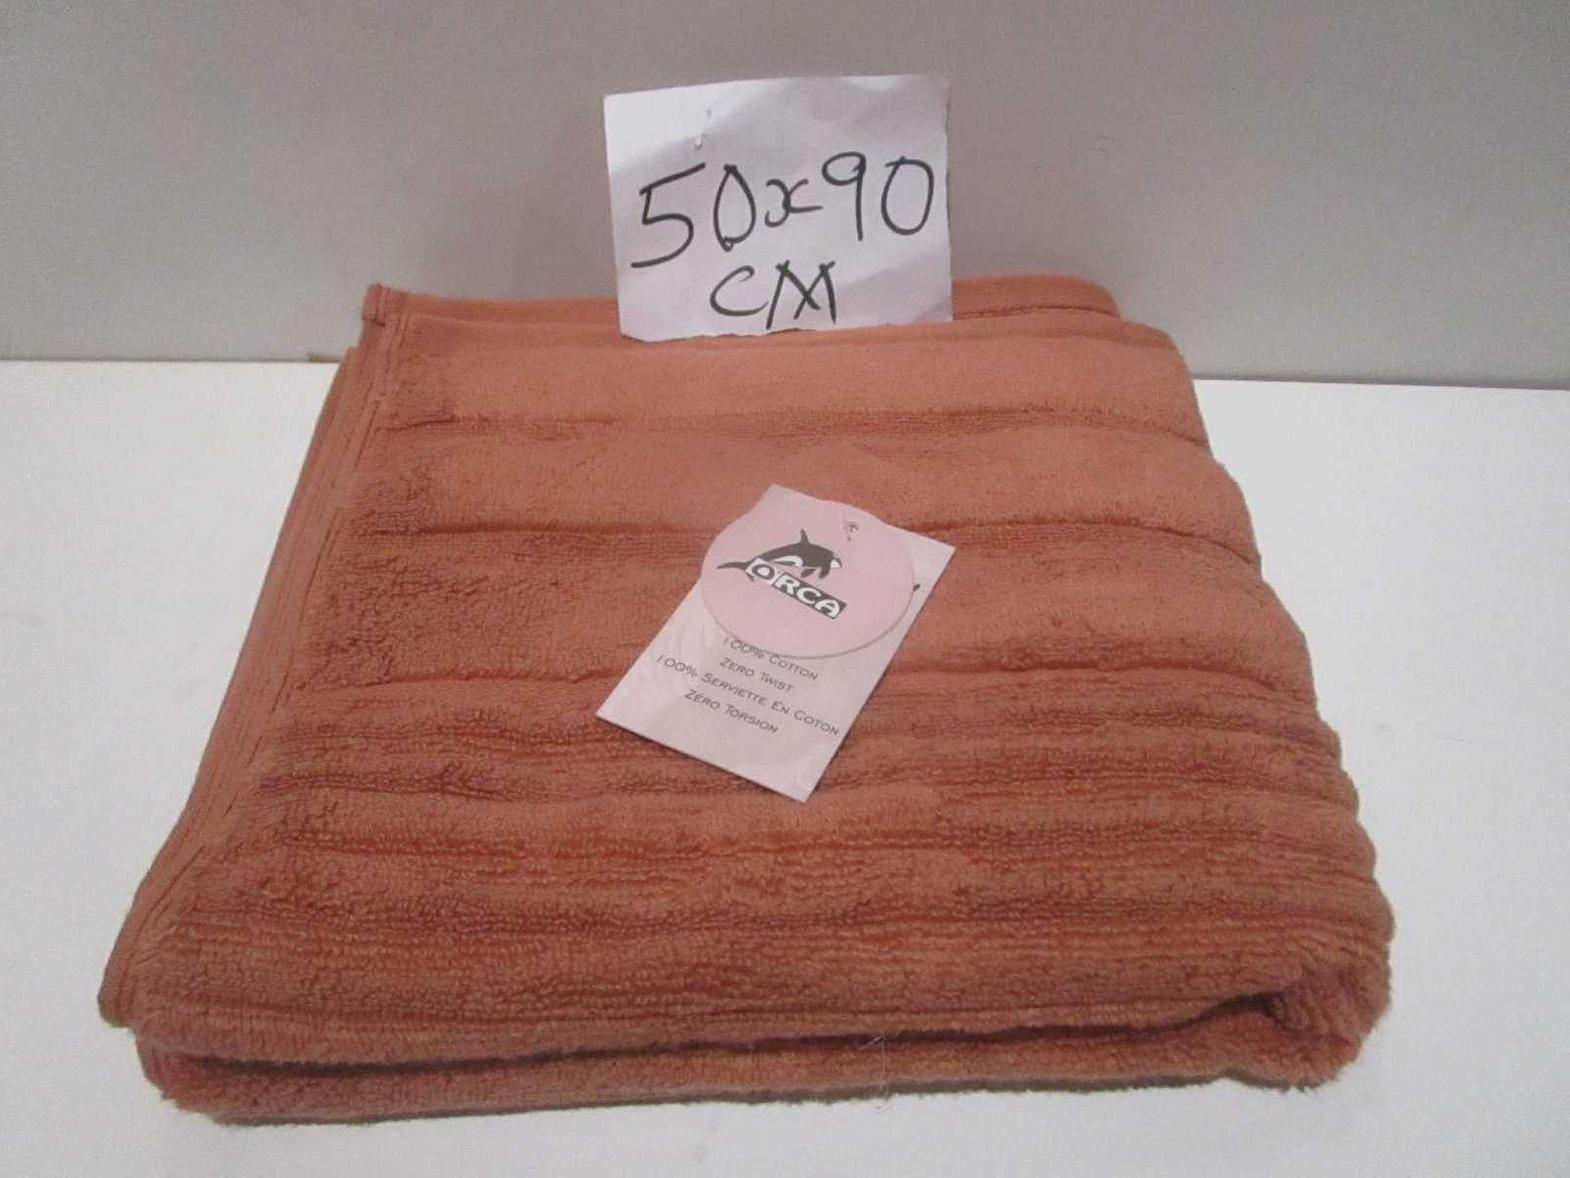 50x90
CM
ORCA
100% COTTON
ZERO TWIST
100% SERVIETTE EN COTON
ZÉRO TORSION